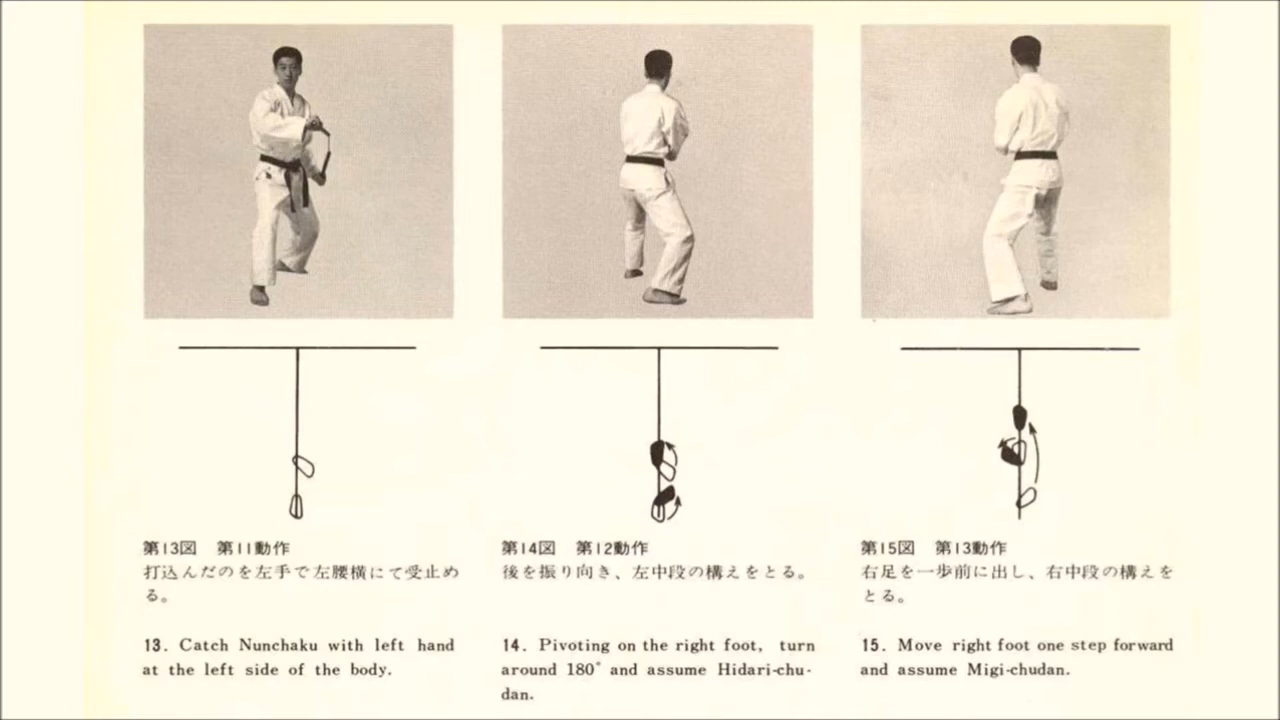 第13図　第11動作
打込んだのを左手で左腰横にて受止め
る。
13. Catch Nunchaku with left hand
at the left side of the body.
第14図　第12動作
後を振り向き、左中段の構えをとる。
14. Pivoting on the right foot, turn
around 180° and assume Hidari-chu-
dan.
第15図　第13動作
右足を一歩前に出し、右中段の構えを
とる。
15. Move right foot one step forward
and assume Migi-chudan.